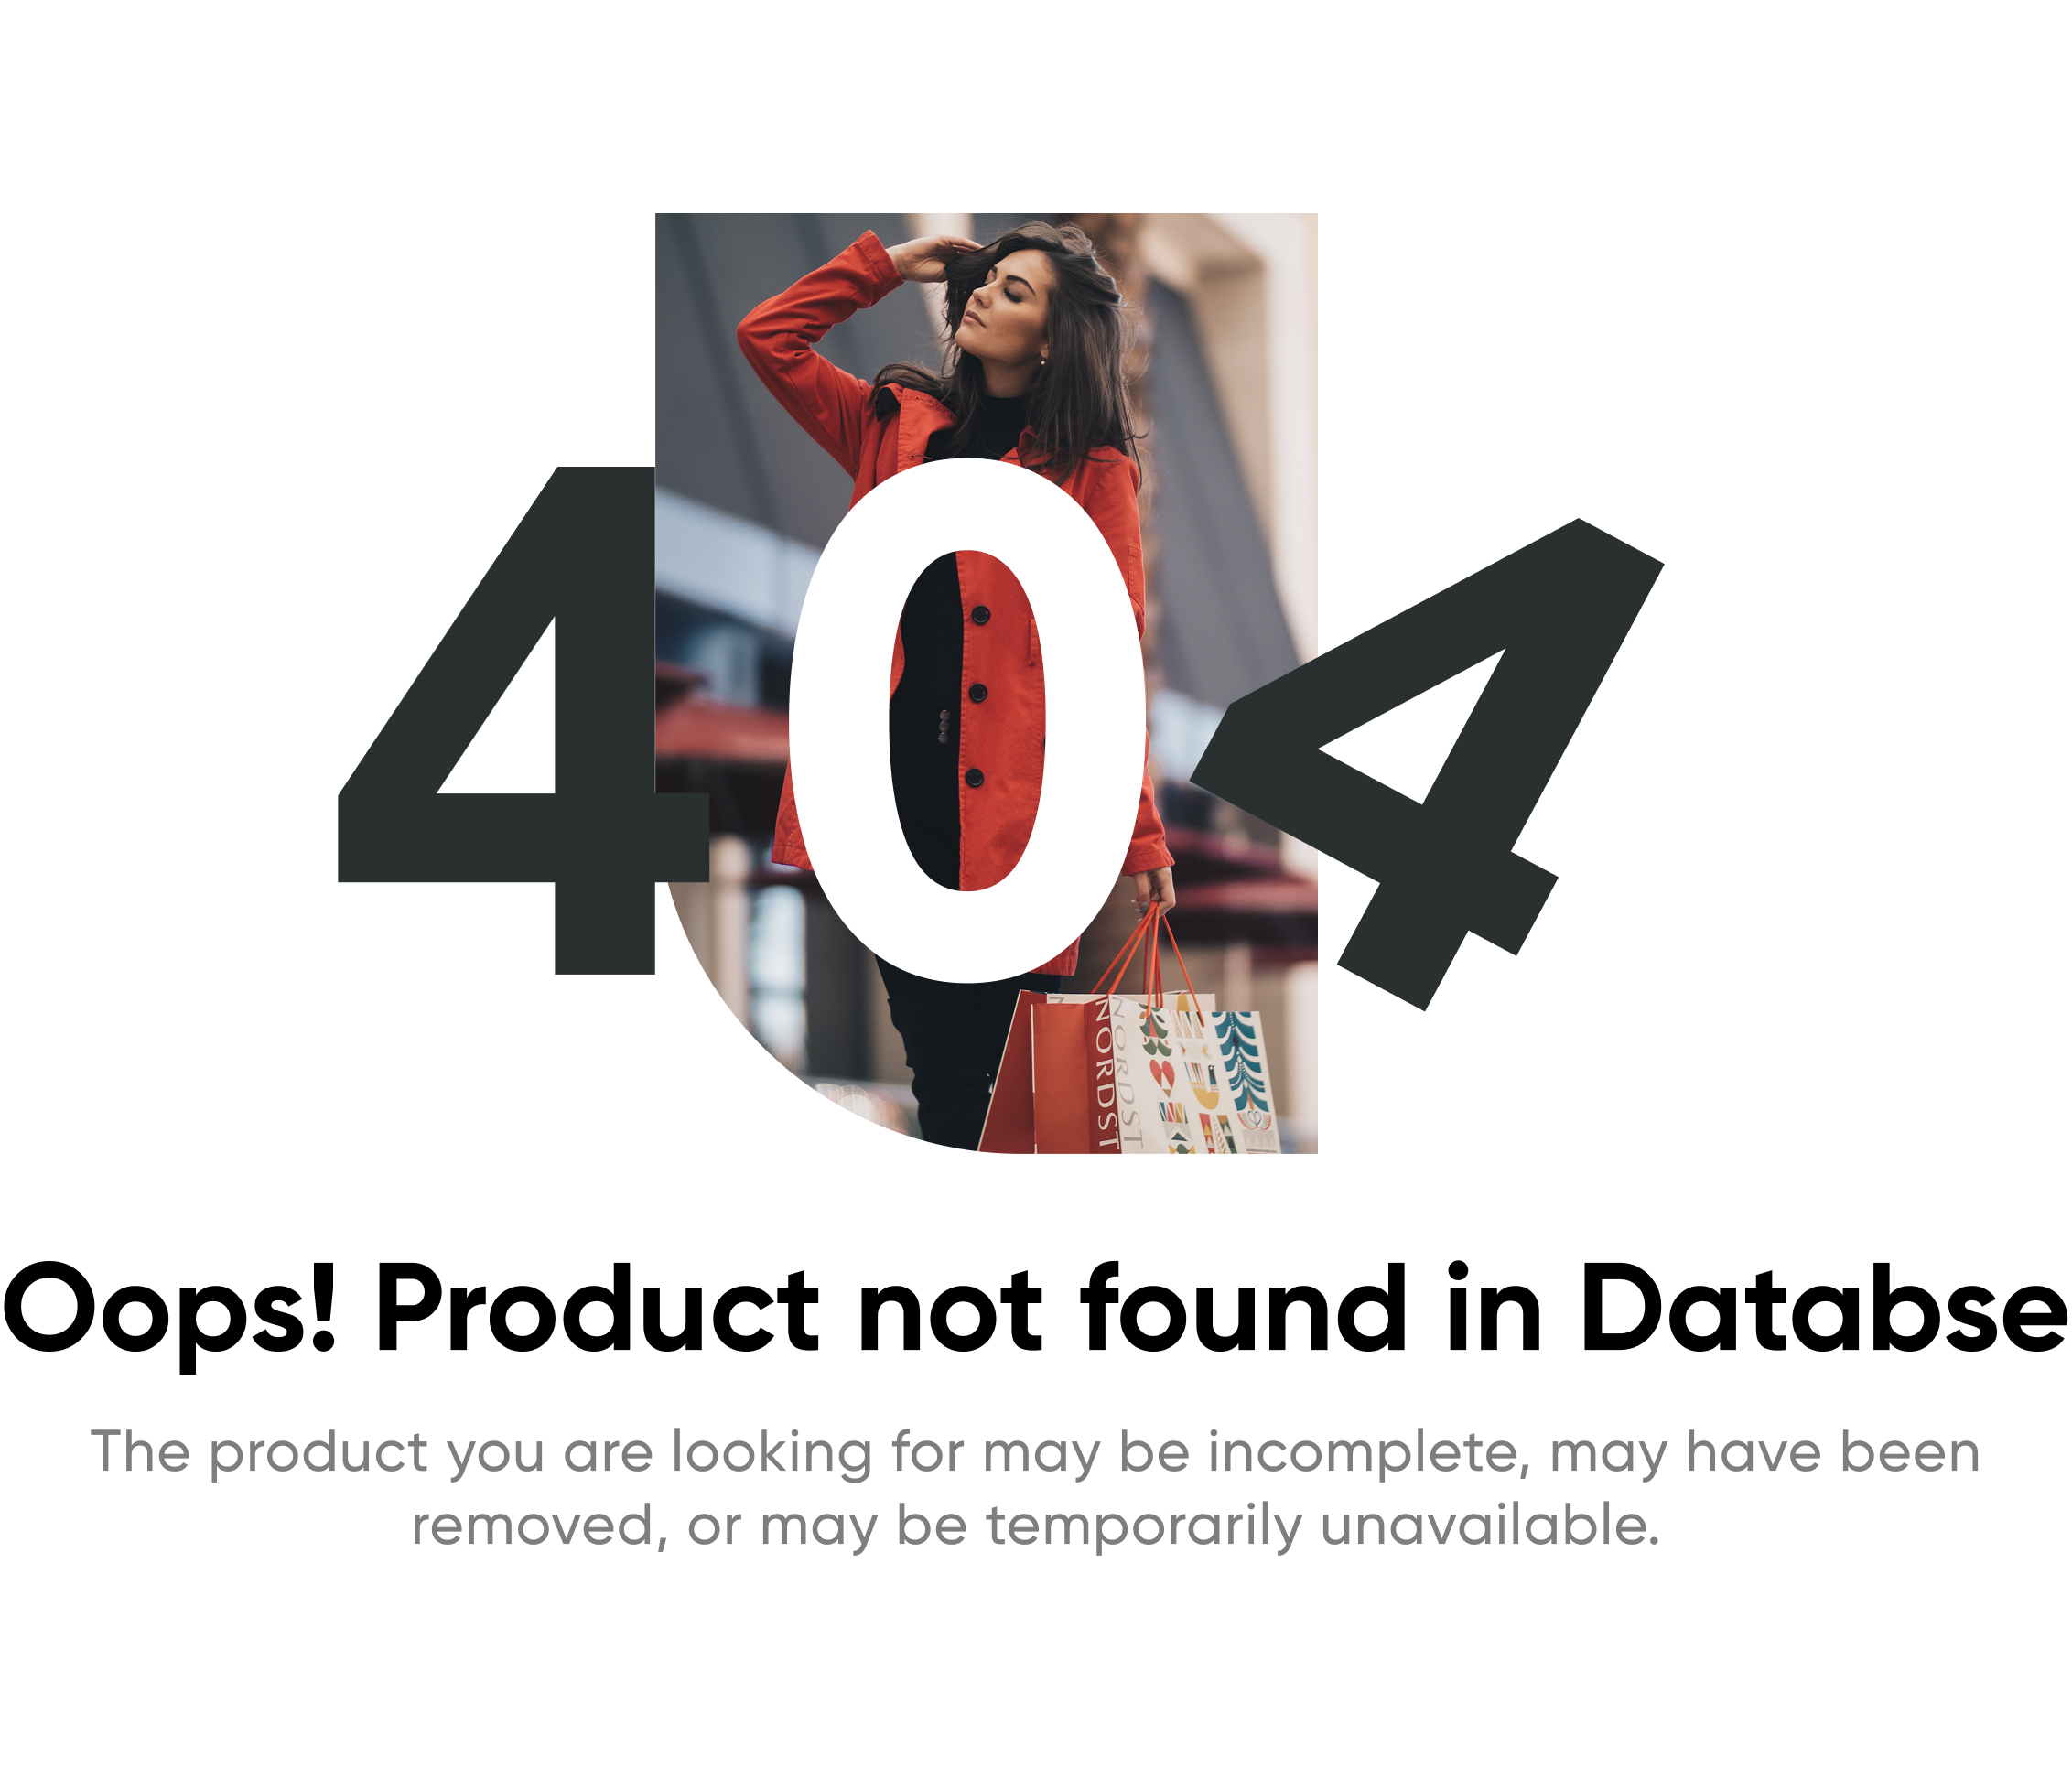 404
NORDST
NORDST
Oops! Product not found in Databse
The product you are looking for may be incomplete, may have been
removed, or may be temporarily unavailable.